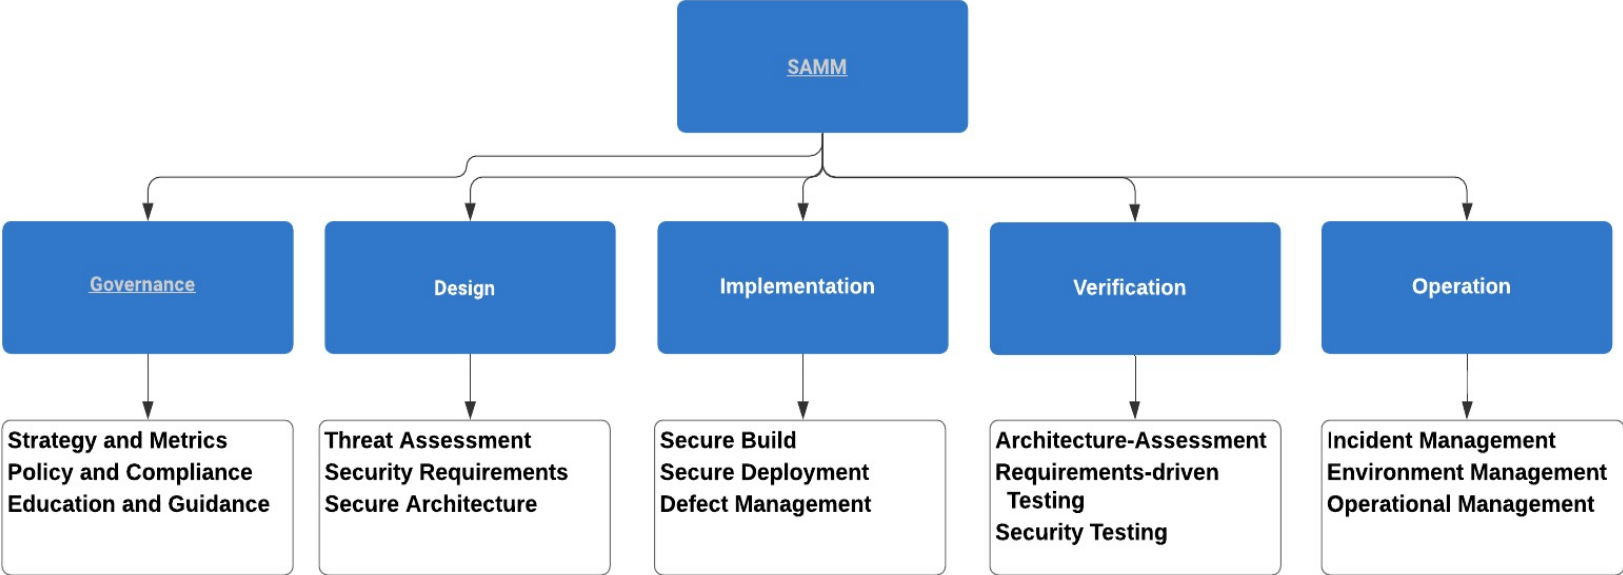 SAMM
Governance
Design
Implementation
Verification
Operation
Strategy and Metrics
Policy and Compliance
Education and Guidance
Threat Assessment
Security Requirements
Secure Architecture
Secure Build
Secure Deployment
Defect Management
Architecture-Assessment
Requirements-driven
Testing
Security Testing
Incident Management
Environment Management
Operational Management